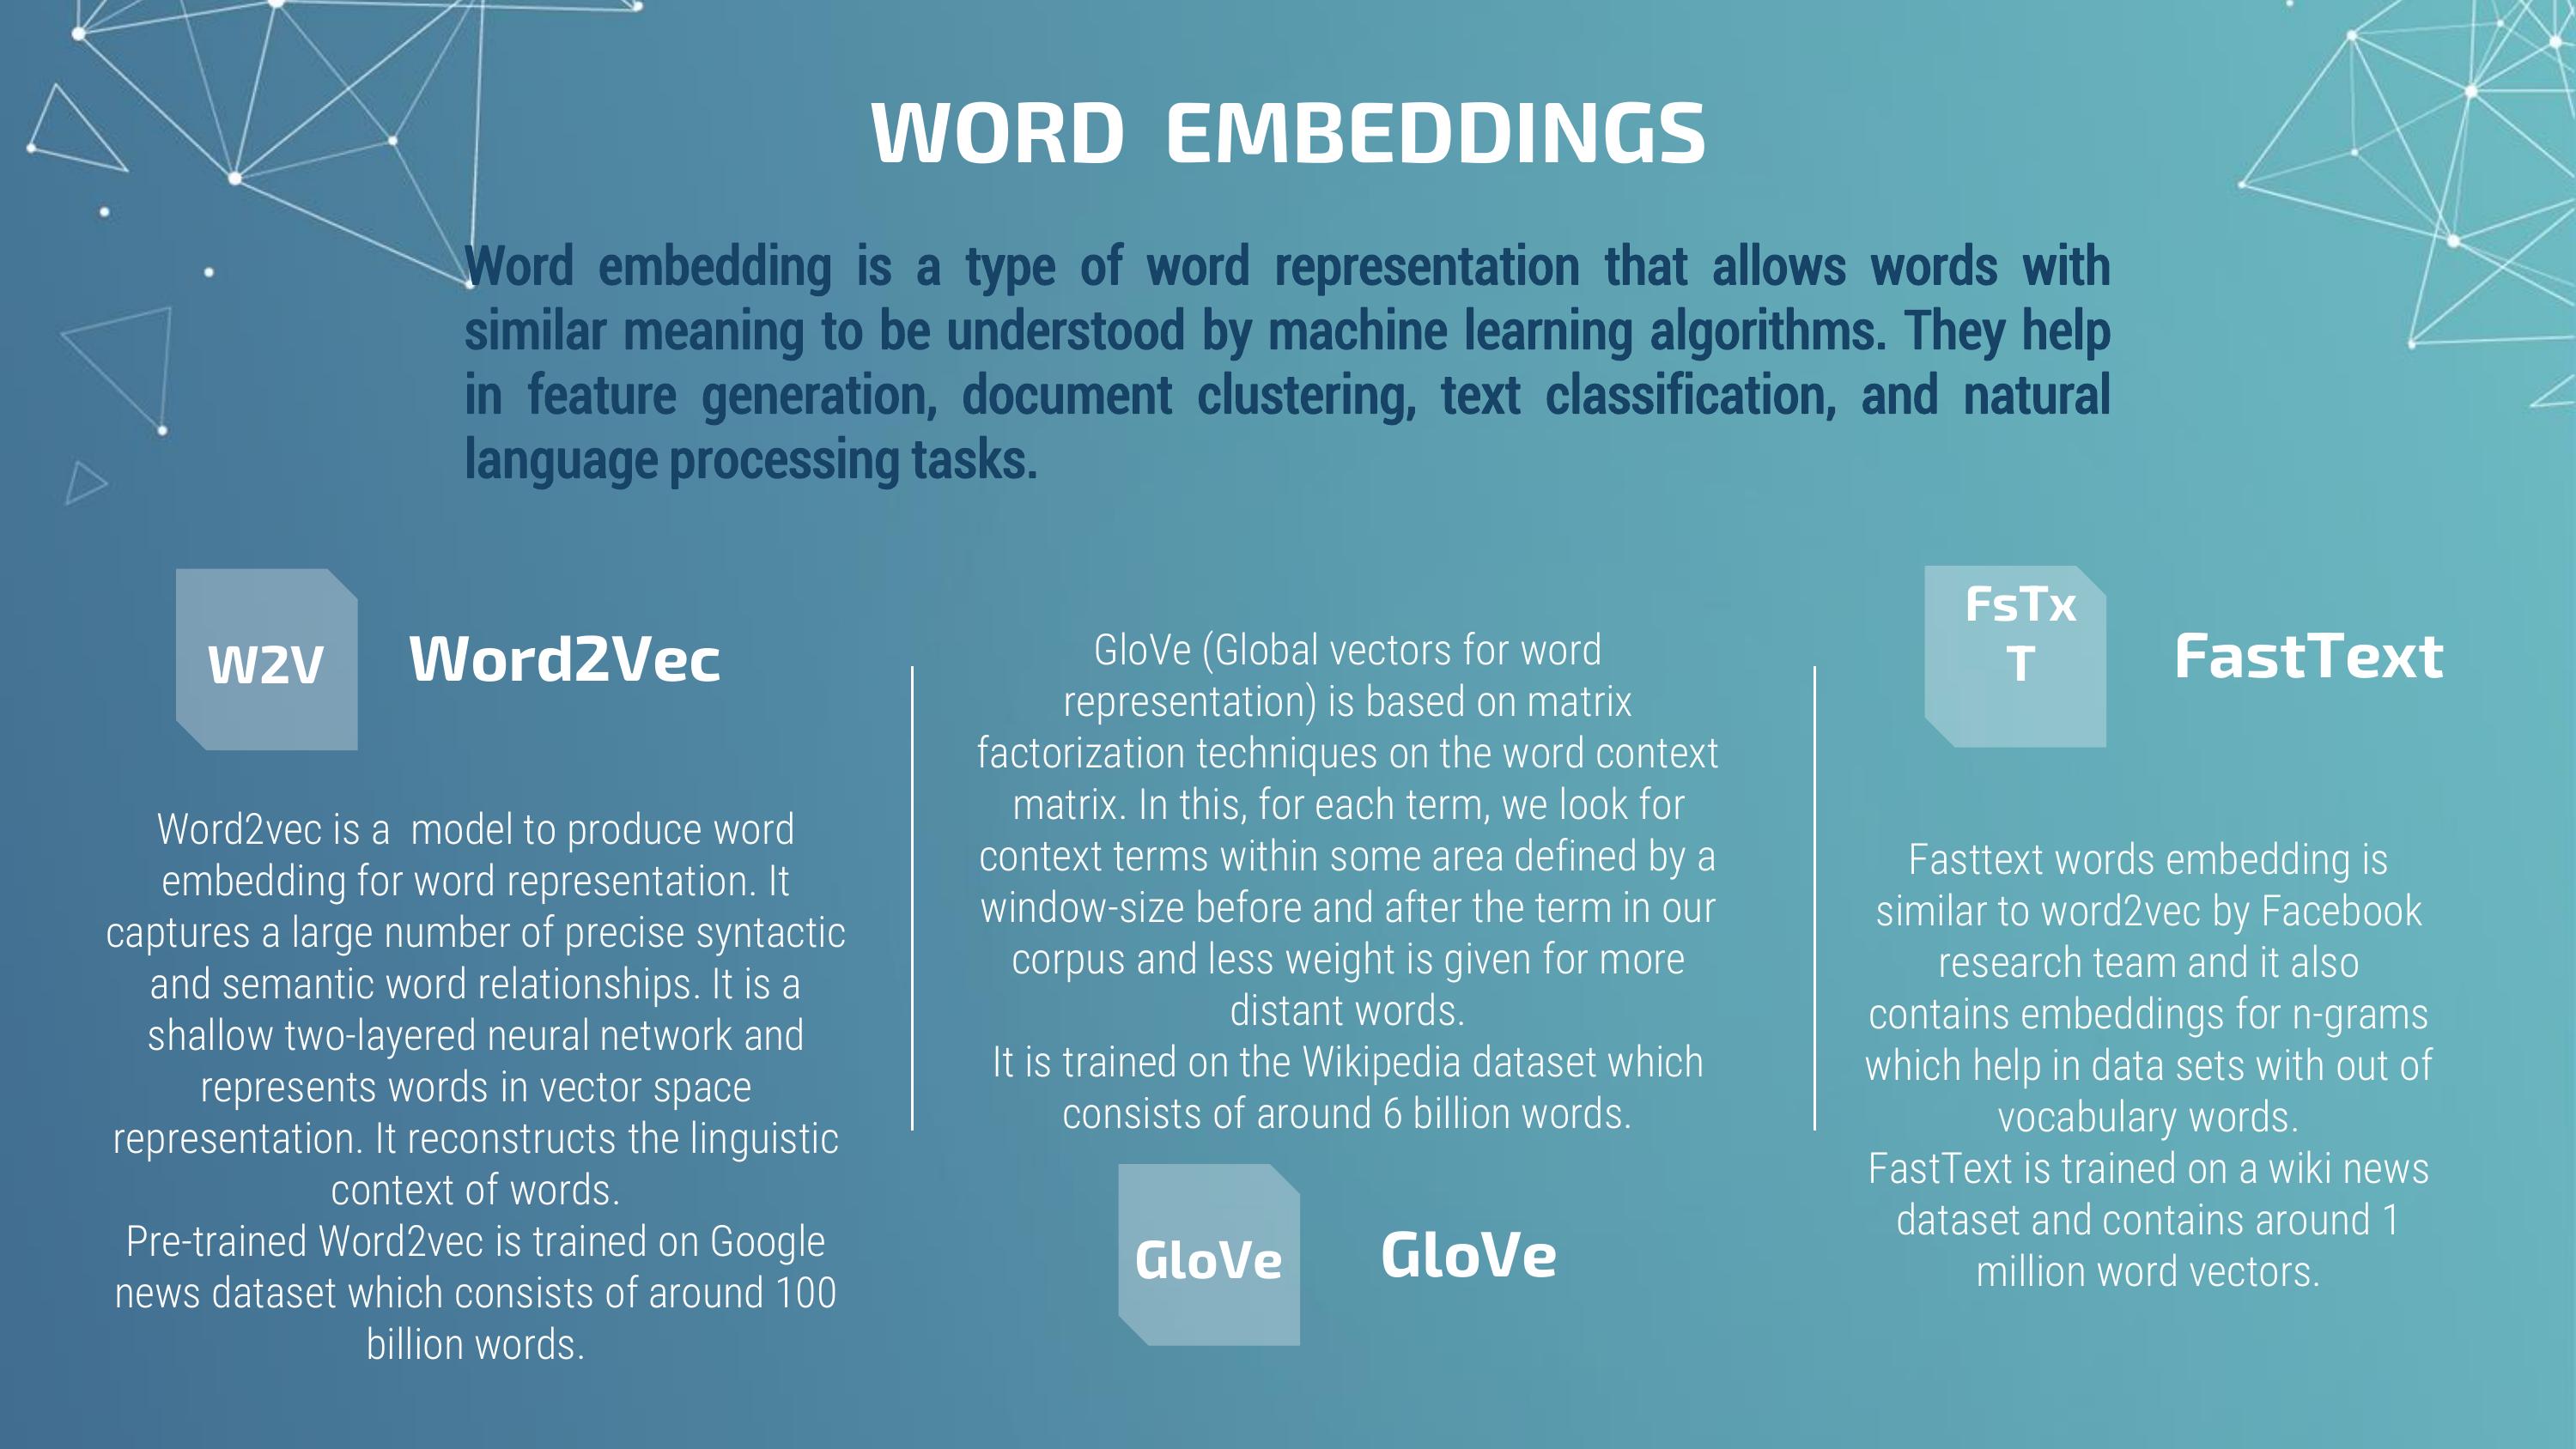 WORD EMBEDDINGS
Word embedding is a type of word representation that allows words with
similar meaning to be understood by machine learning algorithms. They help
in feature generation, document clustering, text classification, and natural
language processing tasks.
W2V
Word2Vec
Word2vec is a model to produce word
embedding for word representation. It
captures a large number of precise syntactic
and semantic word relationships. It is a
shallow two-layered neural network and
represents words in vector space
representation. It reconstructs the linguistic
context of words.
Pre-trained Word2vec is trained on Google
news dataset which consists of around 100
billion words.
GloVe (Global vectors for word
representation) is based on matrix
factorization techniques on the word context
matrix. In this, for each term, we look for
context terms within some area defined by a
window-size before and after the term in our
corpus and less weight is given for more
distant words.
It is trained on the Wikipedia dataset which
consists of around 6 billion words.
GloVe
GloVe
FsTx
T
FastText
Fasttext words embedding is
similar to word2vec by Facebook
research team and it also
contains embeddings for n-grams
which help in data sets with out of
vocabulary words.
FastText is trained on a wiki news
dataset and contains around 1
million word vectors.